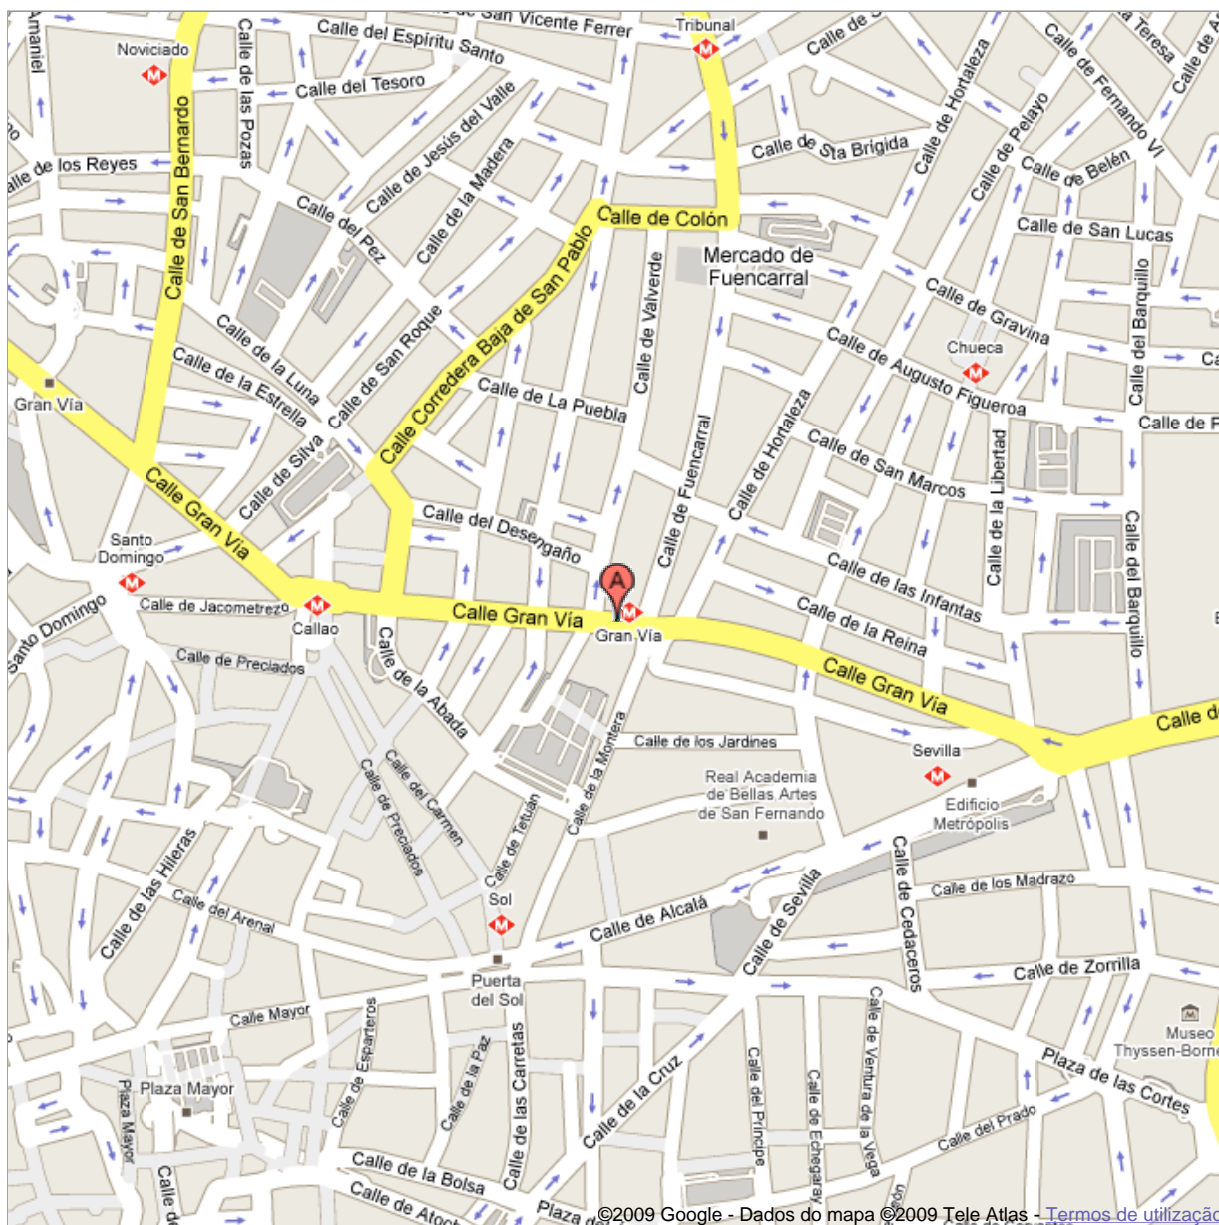 de San Vicente Ferrer
Tribunal
Noviciado
Calle del Espíritu Santo
Calle de las Pozas
Calle del Tesoro
Calle de Hortaleza
Calle de Fernando VI
Calle de Pelayo
Calle de San Bernardo
Calle de Jesús del Valle
Calle de la Madera
Calle de Sta Brigida
Calle de Belén
Calle de los Reyes
Calle del Pez
Calle de Colón
Calle de San Lucas
Mercado de
Fuencarral
Calle Corredera Baja de San Pablo
Calle de Valverde
Calle del Barquillo
Calle de Gravina
Calle de la Luna
Calle de San Roque
Calle de la Estrella
Chueca
Calle de Augusto Figueroa
Gran Vía
Calle de La Puebla
Calle de Hortaleza
Calle de Fuencarral
Calle de San Marcos
Calle de la Libertad
Calle de Silva
Calle Gran Vía
Calle del Desengaño
Santo
Domingo
Calle de las Infantas
Calle del Barquillo
Calle de Jacometrezo
Callao
A
Calle Gran Vía
Gran Vía
Calle de la Reina
Santo Domingo
Calle de Preciados
Calle de la Abada
Calle Gran Vía
Calle de la Montera
Calle de los Jardines
Sevilla
Real Academia
de Bellas Artes
de San Fernando
Edificio
Metrópolis
Calle del Carmen
Calle de Preciados
Calle de Tetuán
Calle de las Hileras
Calle del Arenal
Sol
Calle de Alcalá
Calle de Sevilla
Calle de Cedaceros
Calle de los Madrazo
Calle de Zorrilla
Puerta
del Sol
Calle Mayor
Calle de Esparteros
Calle de la Paz
Calle de las Carretas
Calle de la Cruz
Calle del Príncipe
Calle de Echegaray
Calle de Ventura de la Vega
Museo
Thyssen-Borne
Plaza de las Cortes
Calle del Prado
Plaza Mayor
Plaza Mayor
Calle de la Bolsa
Calle de Atoch
Plaza de
©2009 Google - Dados do mapa ©2009 Tele Atlas - Termos de utilização